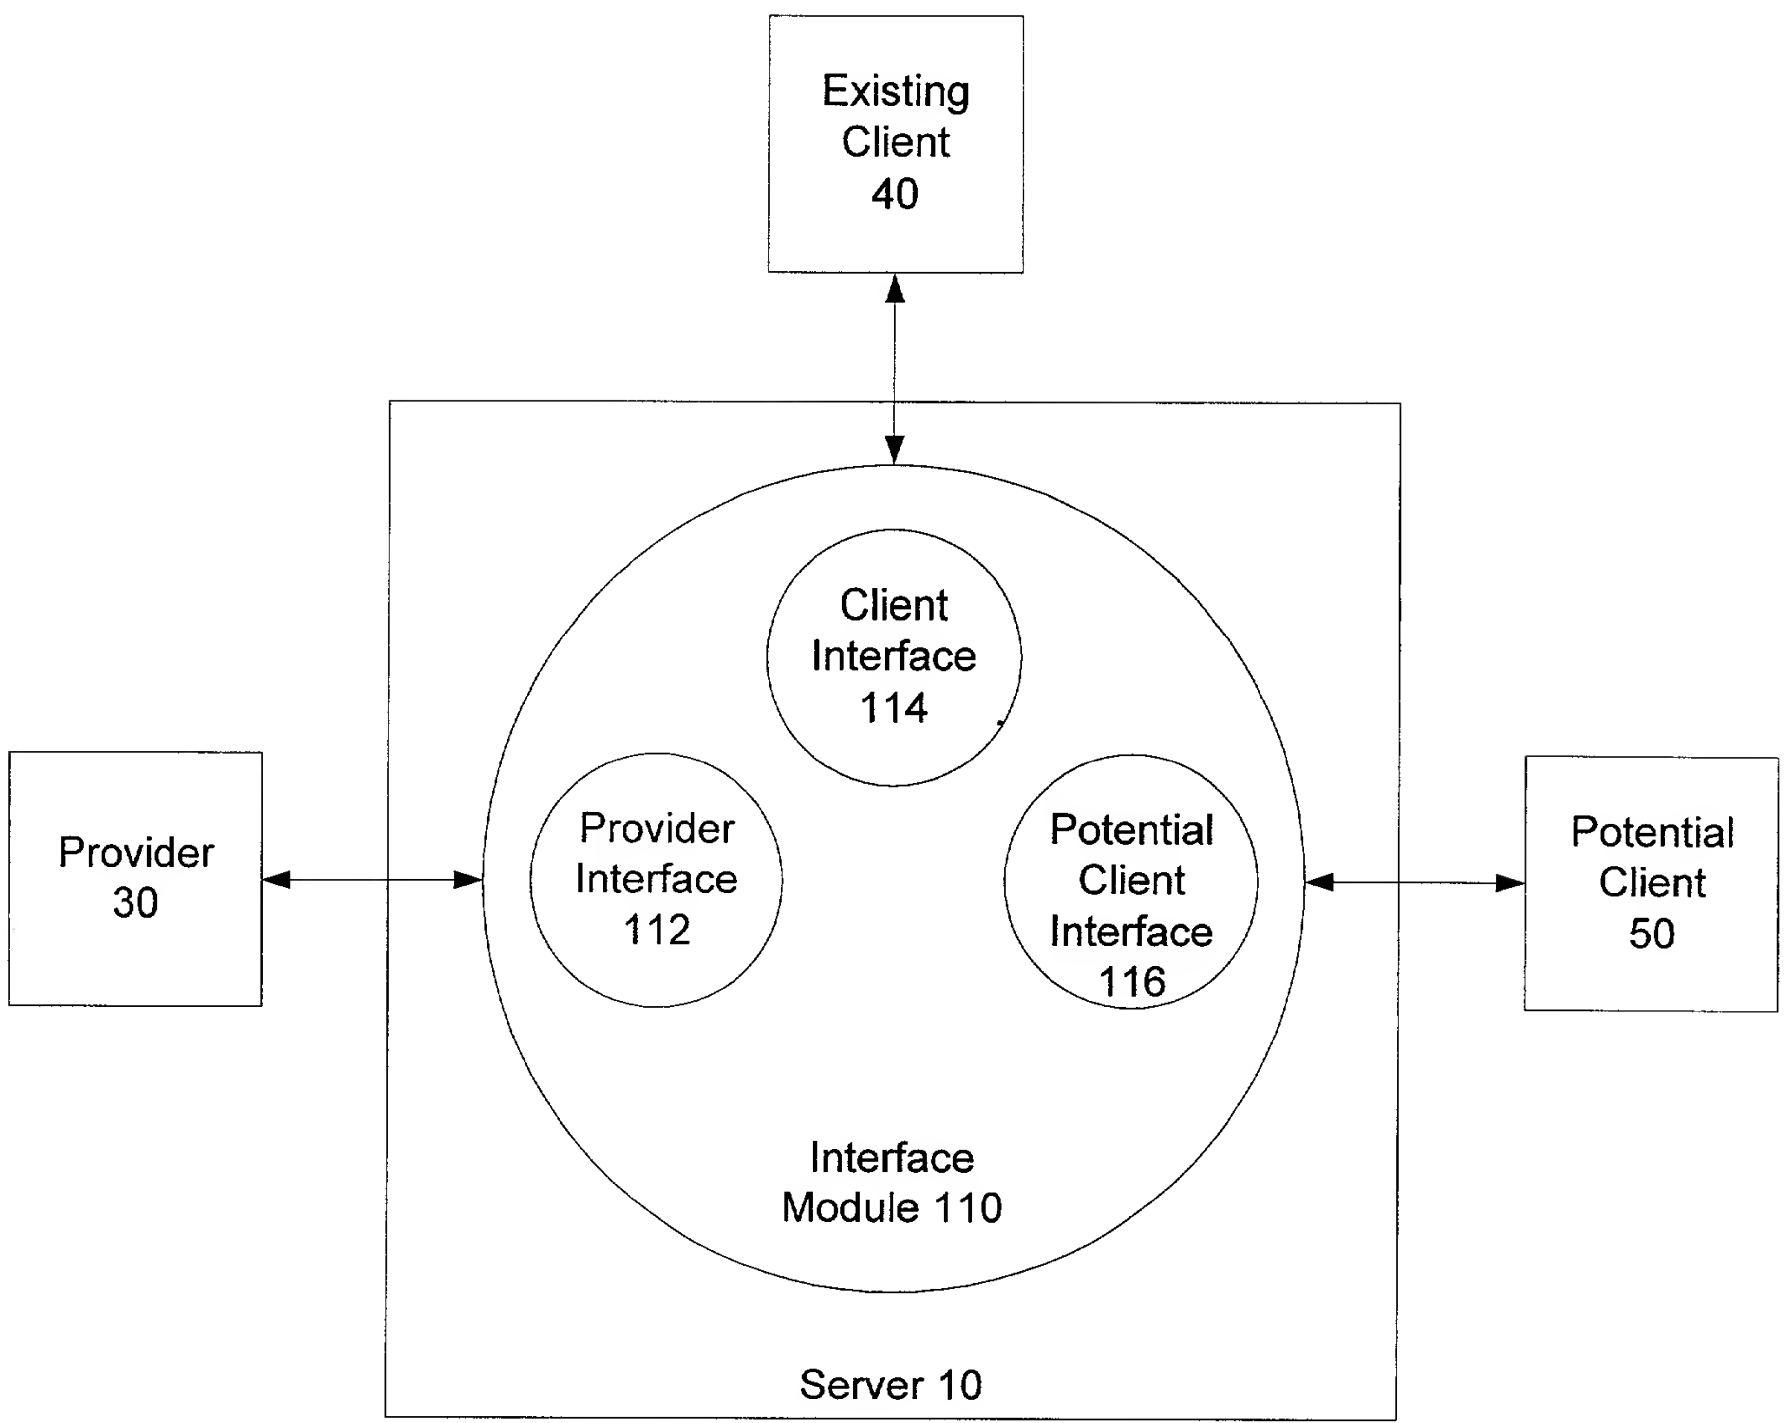 Existing
Client
40
Client
Interface
114
Provider
30
Provider
Interface
112
Potential
Client
Interface
116
Potential
Client
50
Interface
Module 110
Server 10